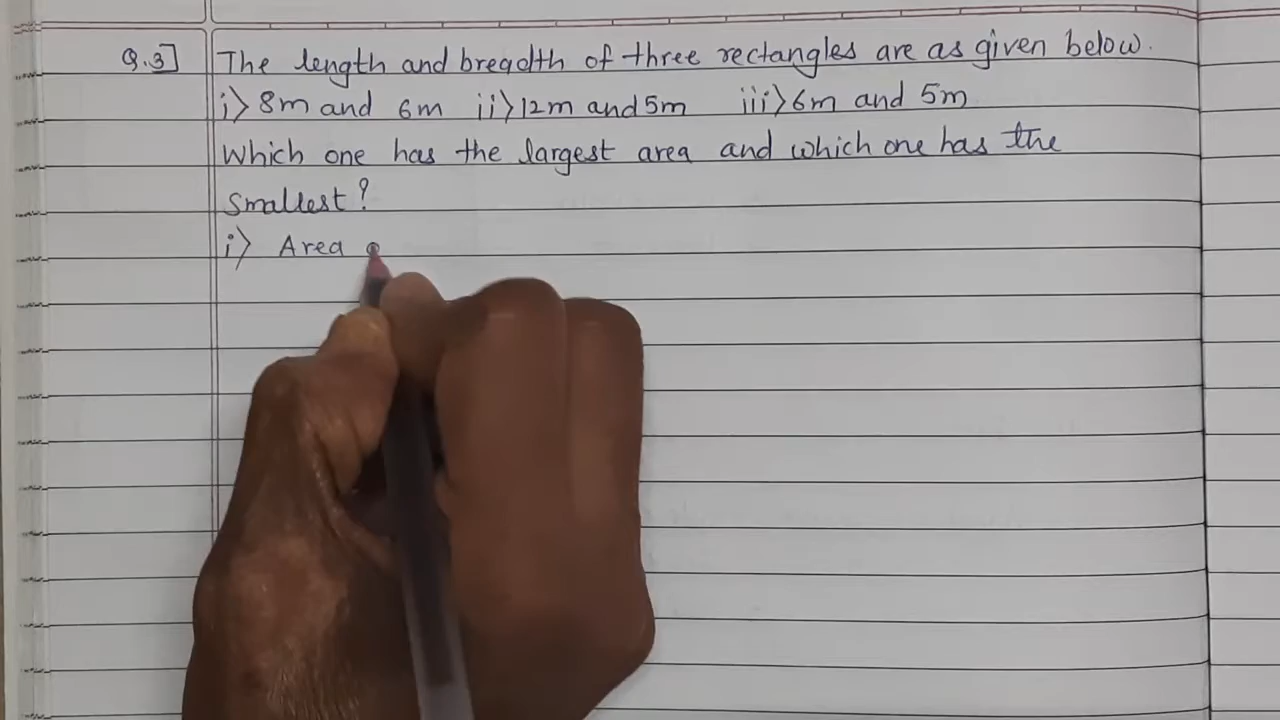 Q.3] The length and breadth of three rectangles are as given below.
i> 8m and 6m ii> 12m and 5m iii> 6m and 5m
Which one has the largest area and which one has the
smallest?
i> Area